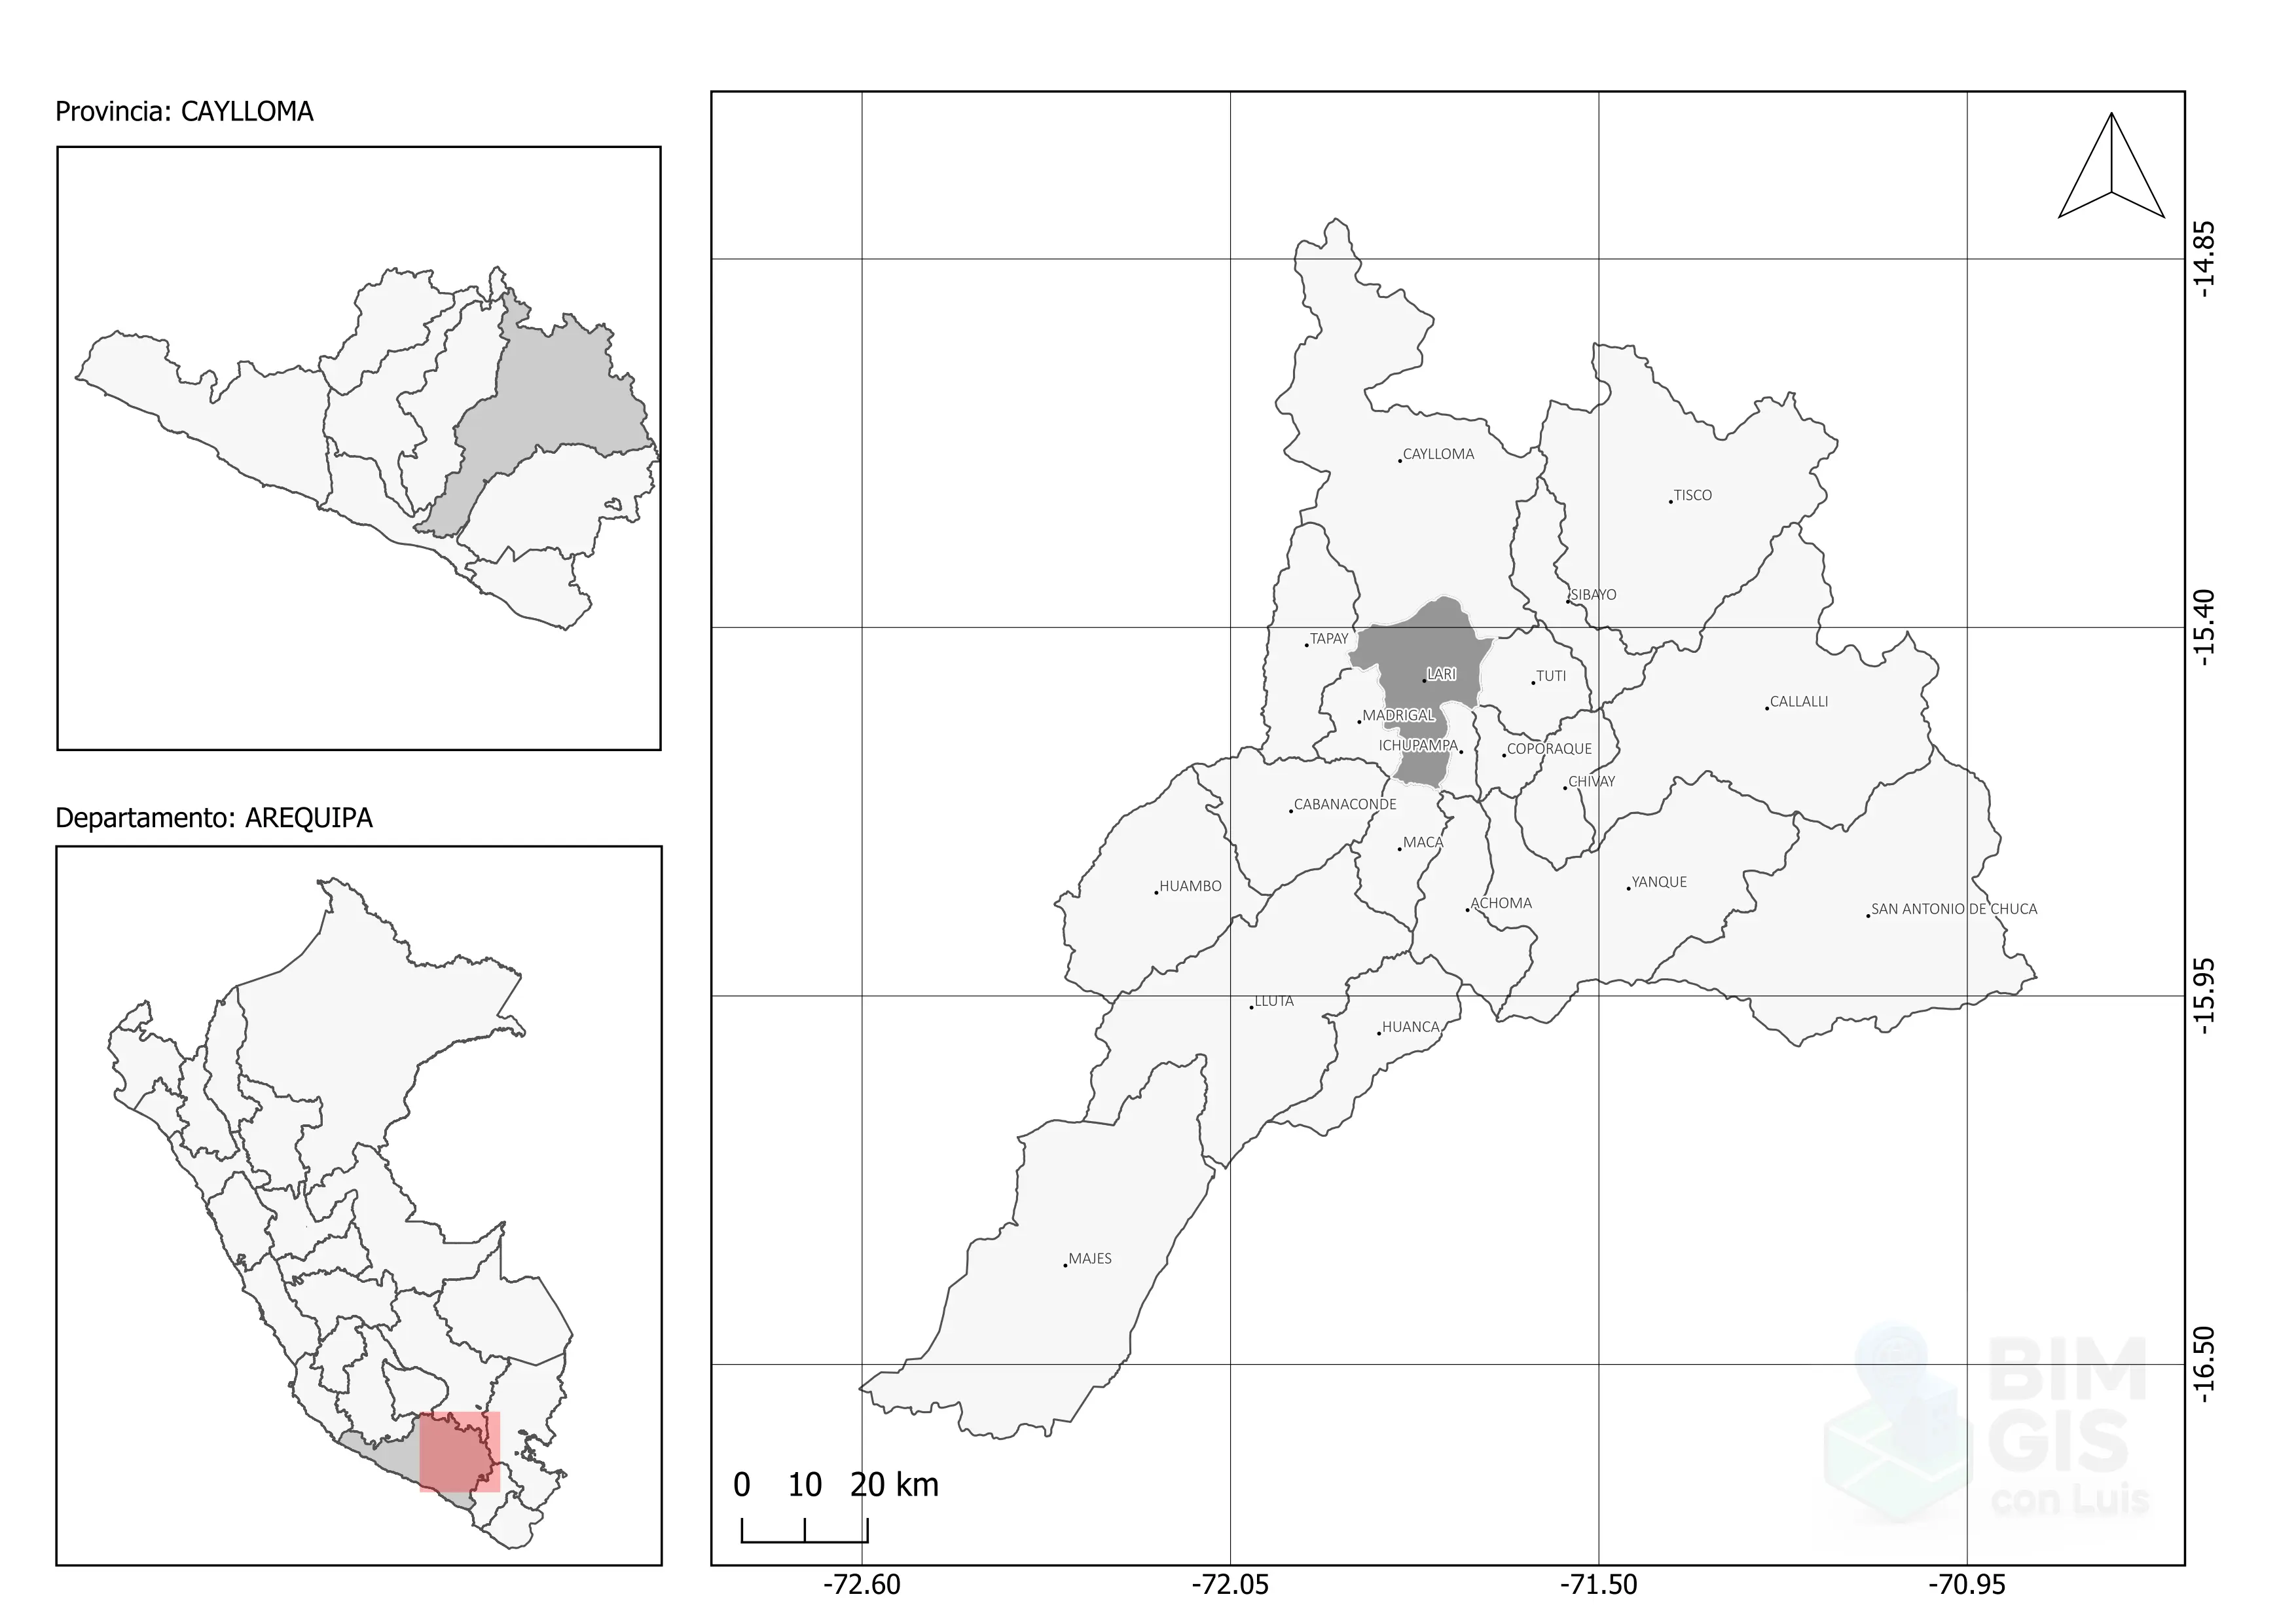 Provincia: CAYLLOMA
Departamento: AREQUIPA
-14.85
CAYLLOMA
TISCO
SIBAYO
-15.40
TAPAY
LARI
TUTI
CALLALLI
MADRIGAL
ICHUPAMPA
COPORAQUE
CHIVAY
CABANACONDE
MACA
HUAMBO
YANQUE
ACHOMA
SAN ANTONIO DE CHUCA
-15.95
LLUTA
HUANCA
MAJES
-16.50
BIM
GIS
con Luis
0 10 20 km
-72.60 -72.05 -71.50 -70.95